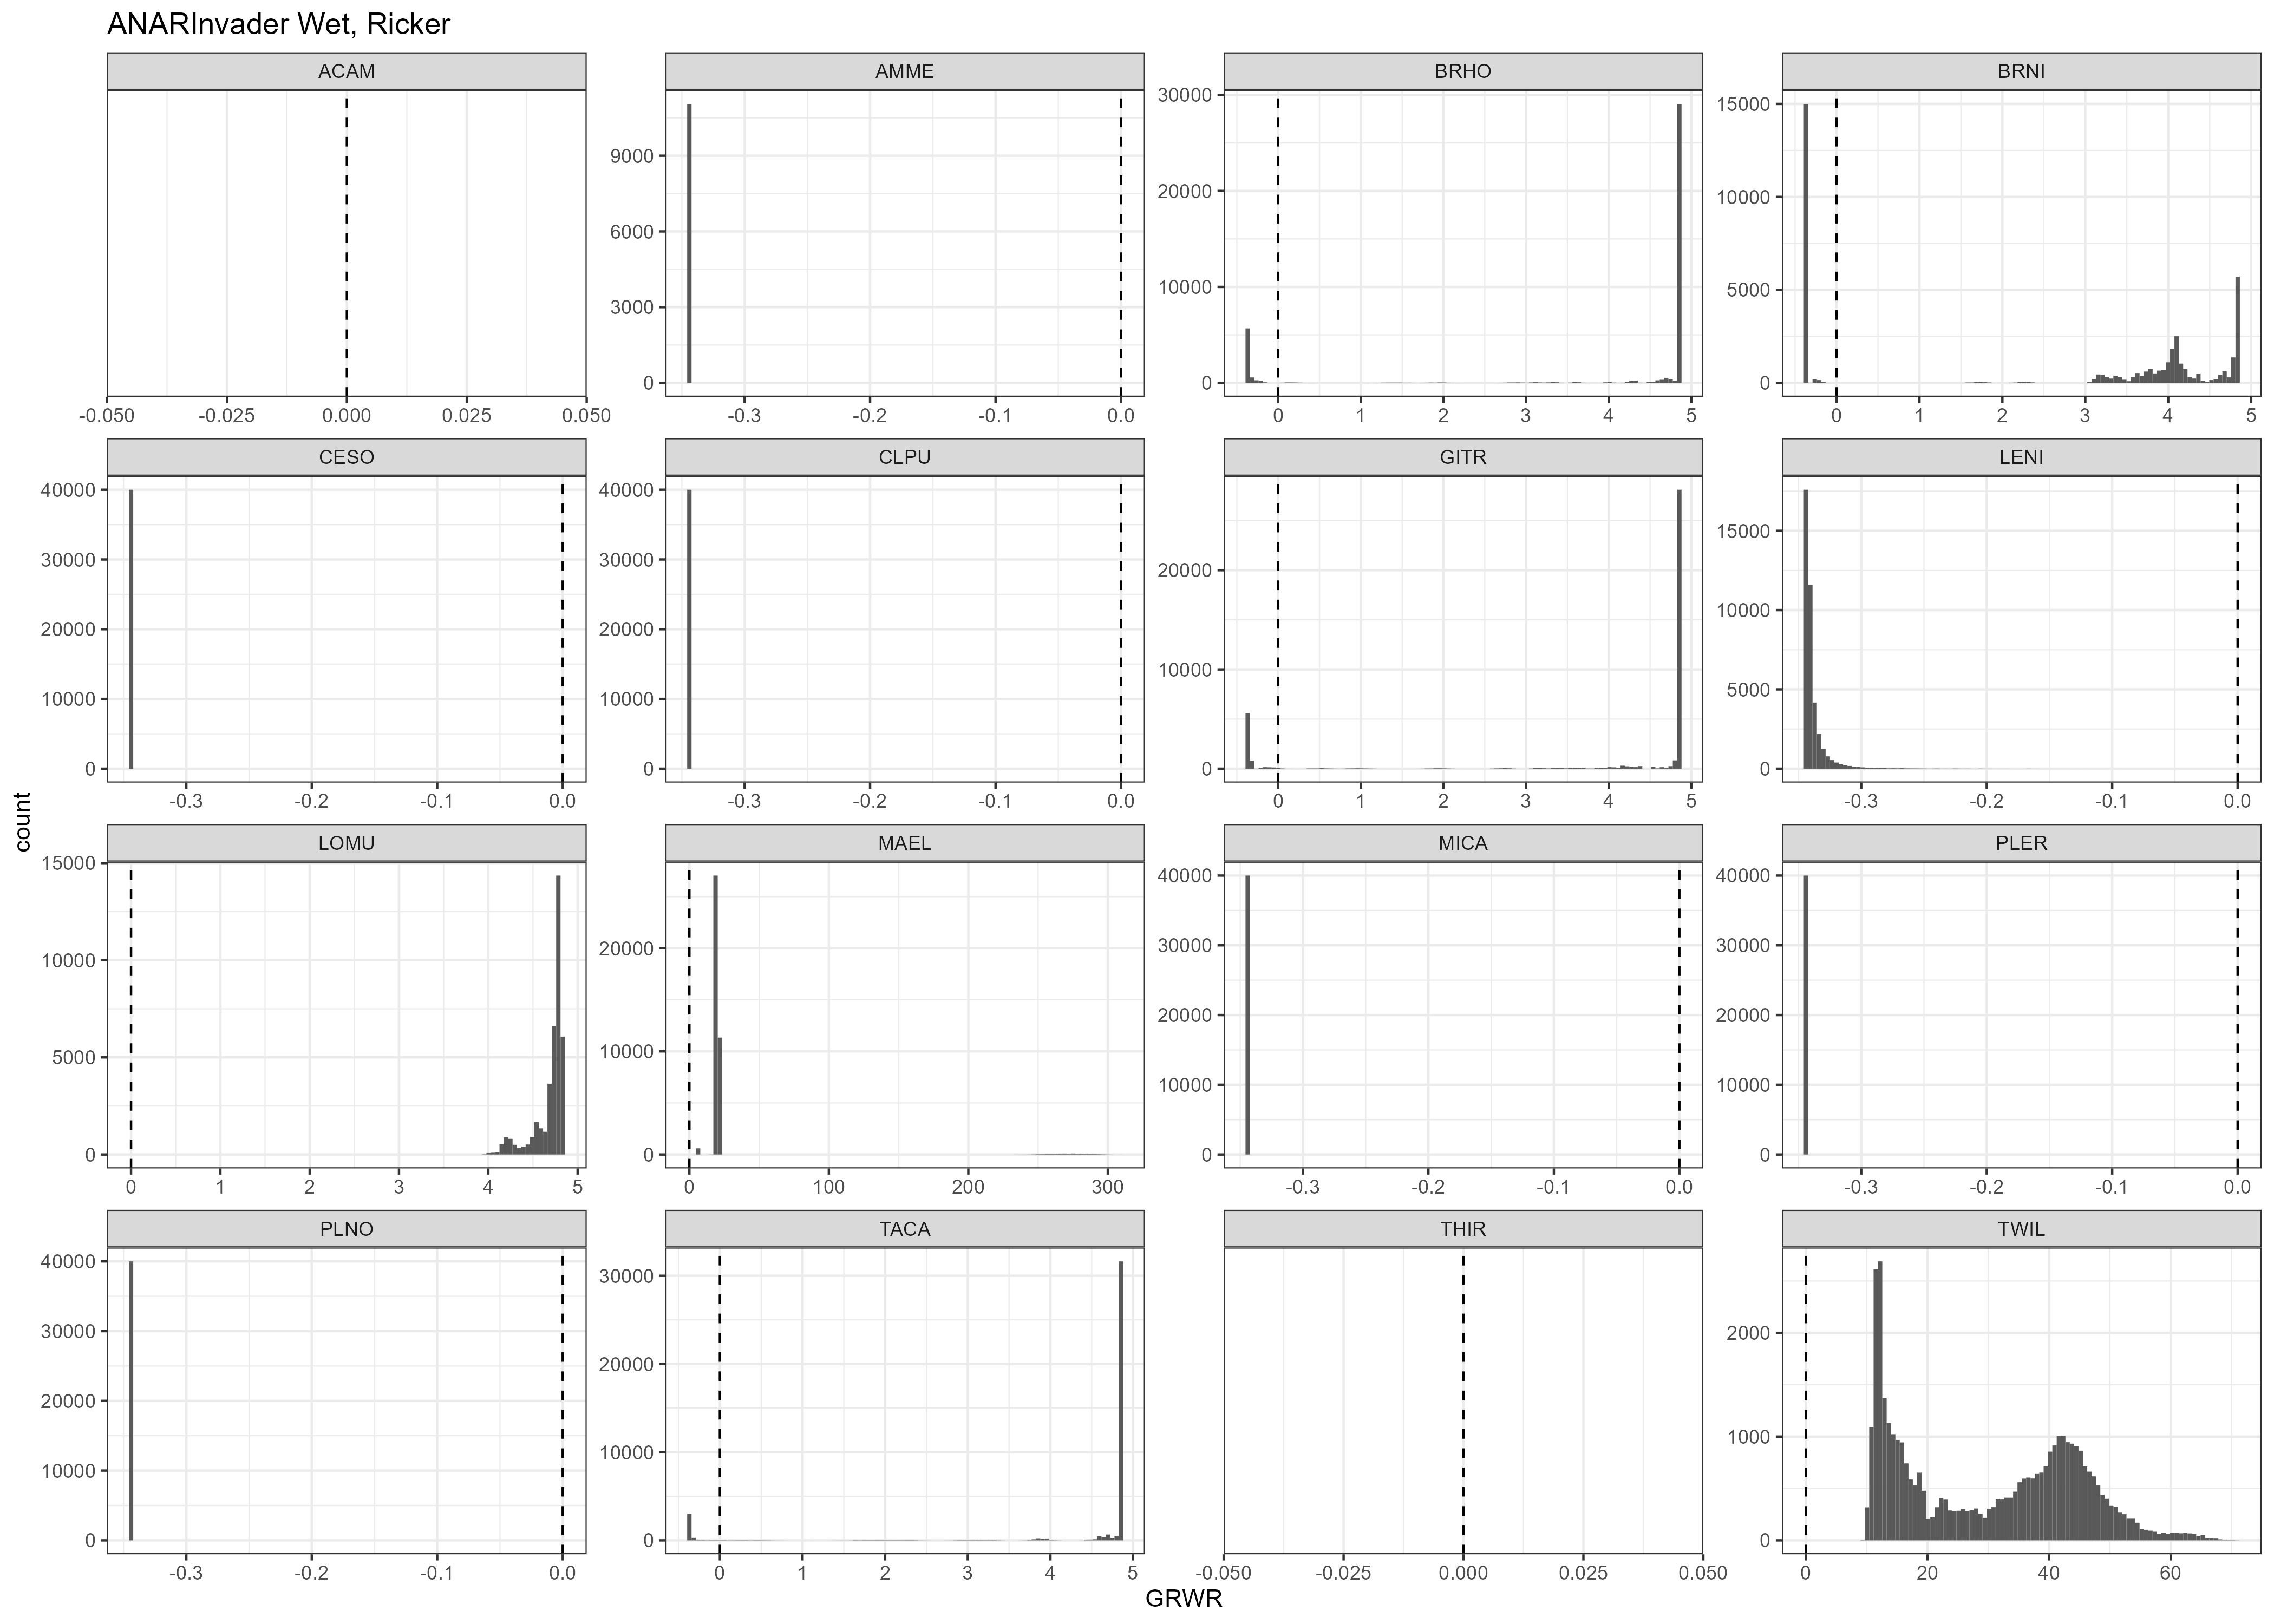 ANARInvader Wet, Ricker
ACAM AMME BRHO BRNI
-0.050 -0.025 0.000 0.025 0.050
0 3000 6000 9000
-0.3 -0.2 -0.1 0.0
0 10000 20000 30000
0 1 2 3 4 5
0 5000 10000 15000
0 1 2 3 4 5
CESO CLPU GITR LENI
0 10000 20000 30000 40000
-0.3 -0.2 -0.1 0.0
0 10000 20000 30000 40000
-0.3 -0.2 -0.1 0.0
0 10000 20000
0 1 2 3 4 5
0 5000 10000 15000
-0.3 -0.2 -0.1 0.0
count
LOMU MAEL MICA PLER
0 5000 10000 15000
0 1 2 3 4 5
0 10000 20000
0 100 200 300
0 10000 20000 30000 40000
-0.3 -0.2 -0.1 0.0
0 10000 20000 30000 40000
-0.3 -0.2 -0.1 0.0
PLNO TACA THIR TWIL
0 10000 20000 30000 40000
-0.3 -0.2 -0.1 0.0
0 10000 20000 30000
0 1 2 3 4 5
-0.050 -0.025 0.000 0.025 0.050
0 1000 2000
0 20 40 60
GRWR